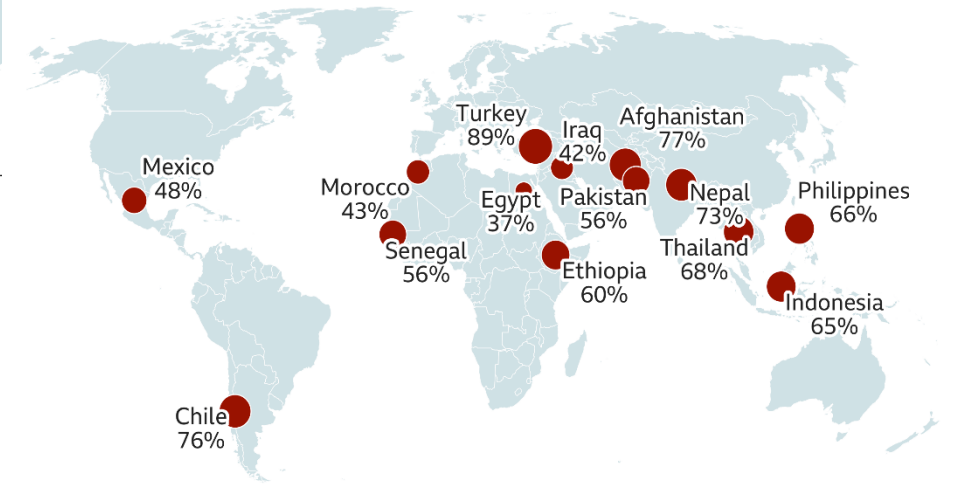 Turkey
89%
Iraq
42%
Afghanistan
77%
Mexico
48%
Morocco
43%
Egypt
37%
Pakistan
56%
Nepal
73%
Philippines
66%
Senegal
56%
Thailand
68%
Ethiopia
60%
Indonesia
65%
Chile
76%